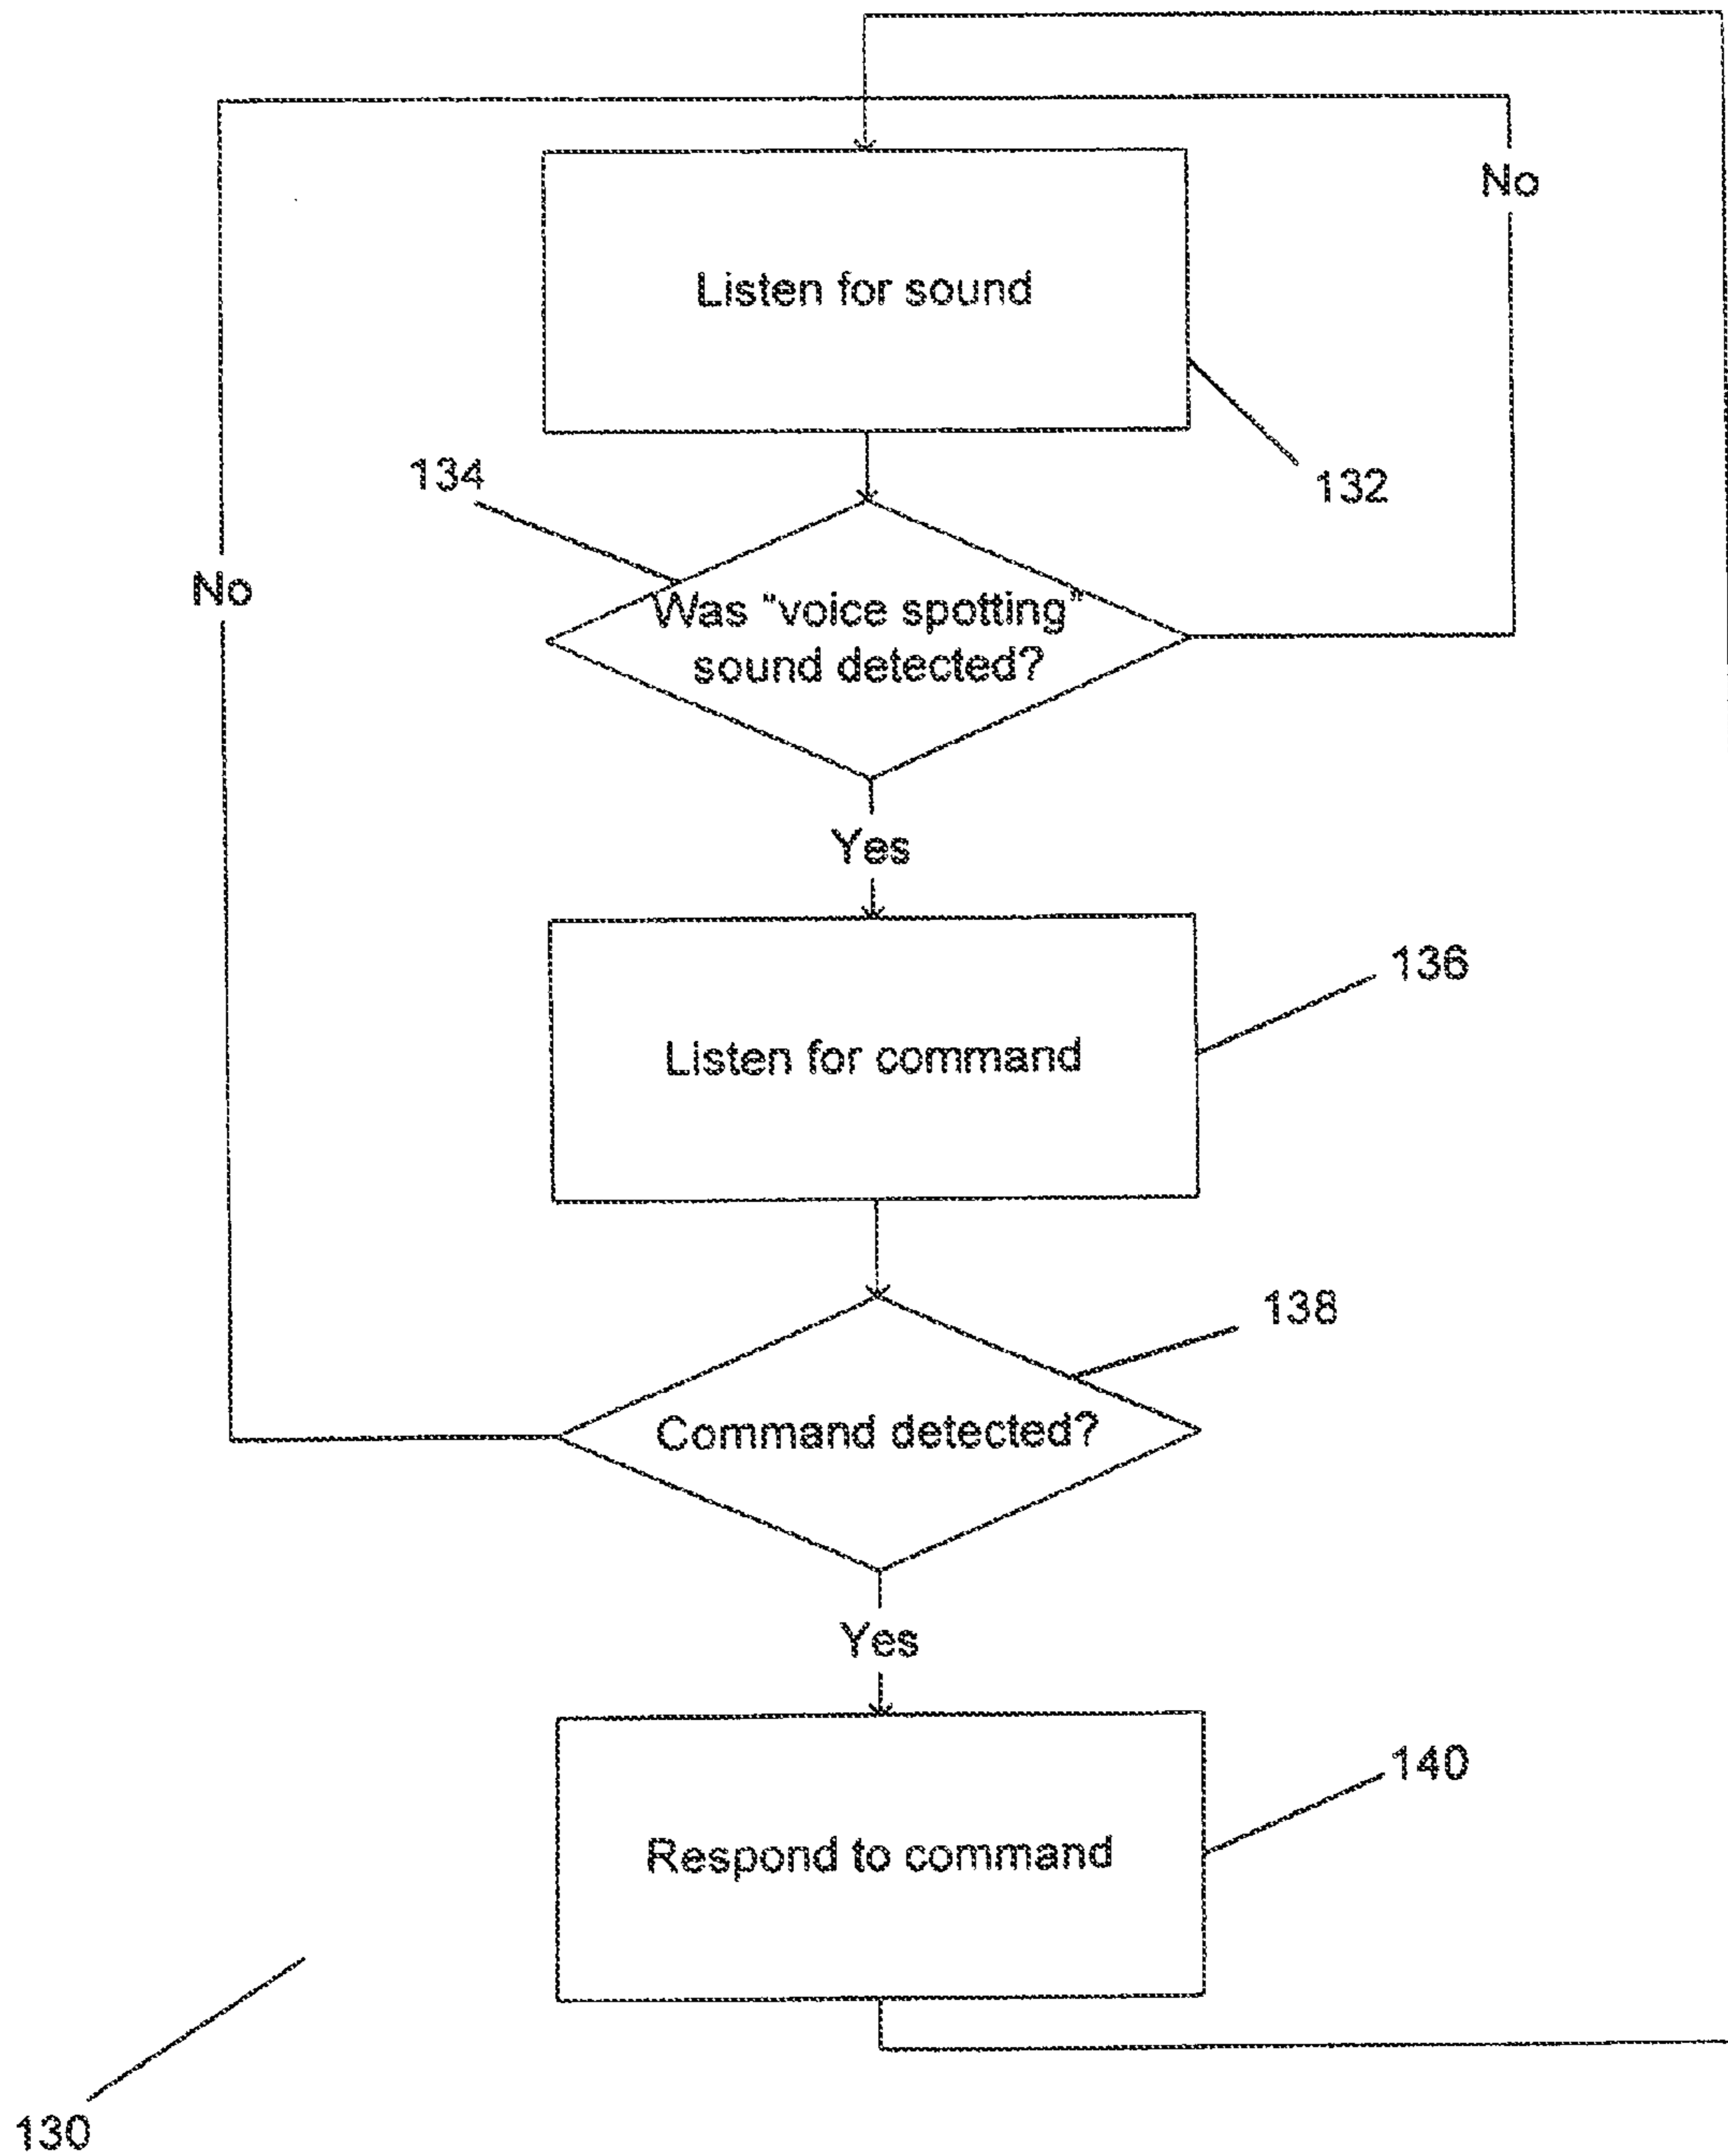 No
Listen for sound
134
132
No
Was “voice spotting”
sound detected?
Yes
136
Listen for command
138
Command detected?
Yes
140
Respond to command
130